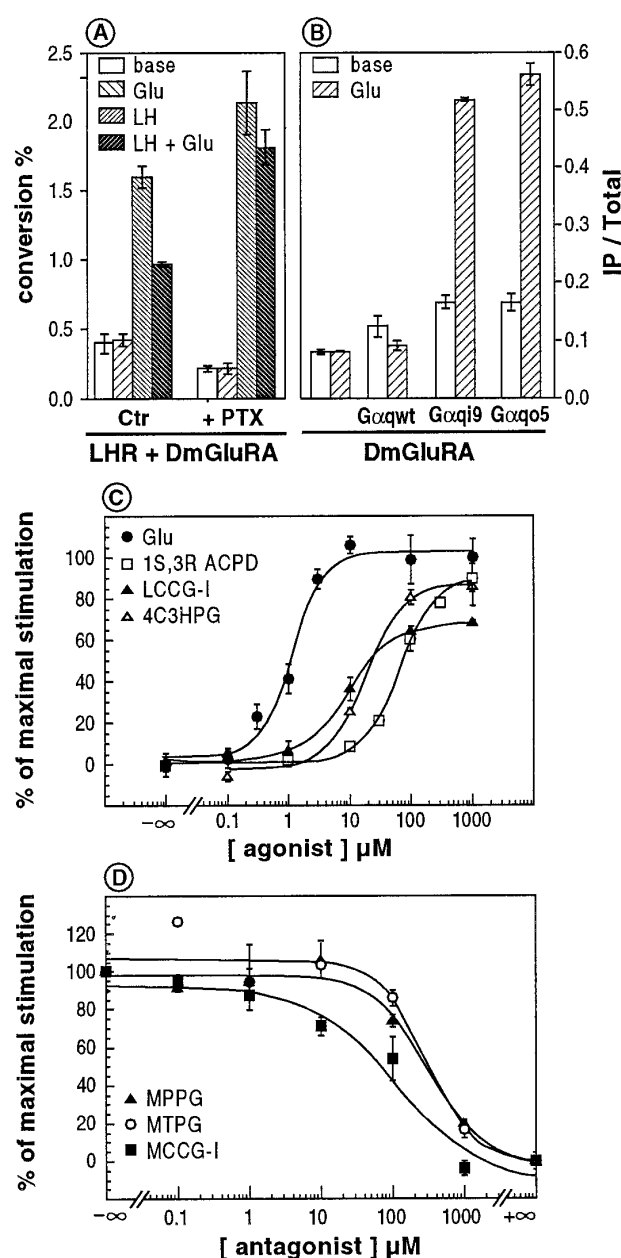 A
B
2.5
2.0
1.5
1.0
0.5
0.0
conversion %
base
Glu
LH
LH + Glu
Ctr
+ PTX
LHR + DmGluRA
base
Glu
0.6
0.5
0.4
0.3
0.2
0.1
0.0
IP / Total
Gαqwt
Gαqi9
Gαqo5
DmGluRA
C
Glu
1S,3R ACPD
LCCG-I
4C3HPG
100
80
60
40
20
0
% of maximal stimulation
-∞
0.1
1
10
100
1000
[ agonist ] µM
D
120
100
80
60
40
20
0
% of maximal stimulation
MPPG
MTPG
MCCG-I
-∞
0.1
1
10
100
1000
+∞
[ antagonist ] µM